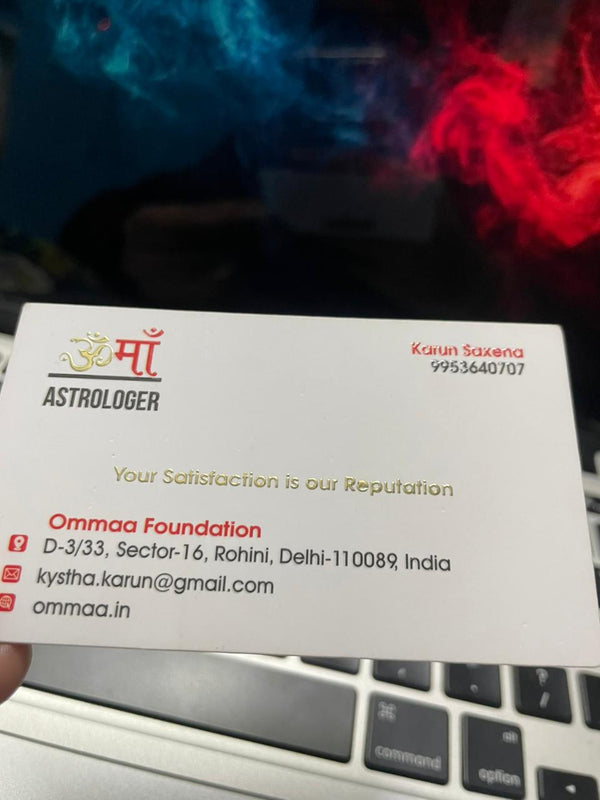 ॐ माँ
ASTROLOGER
Karun Saxena
9953640707
Your Satisfaction is our Reputation
Ommaa Foundation
D-3/33, Sector-16, Rohini, Delhi-110089, India
kystha.karun@gmail.com
ommaa.in
⌘
command
alt
option
?
/